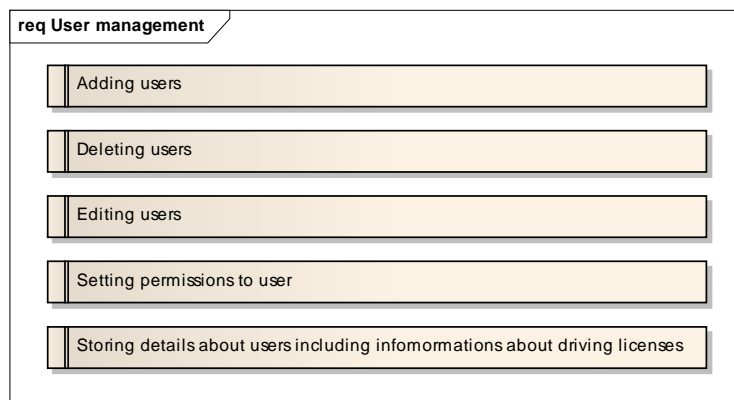 req User management
Adding users
Deleting users
Editing users
Setting permissions to user
Storing details about users including infomormations about driving licenses